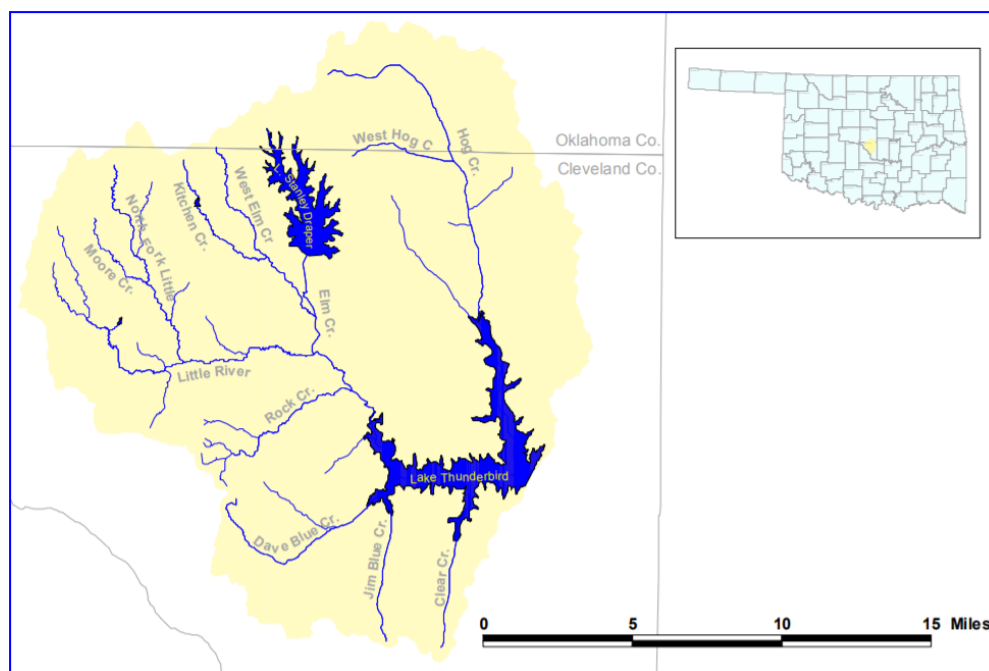 Oklahoma Co.
Cleveland Co.
West Hog C
Hog Cr.
Stanley Draper
West Elm Cr
Kitchen Cr.
North Fork Little
Moore Cr.
Elm Cr.
Little River
Rock Cr.
Lake Thunderbird
Dave Blue Cr.
Jim Blue Cr.
Clear Cr.
0 5 10 15 Miles